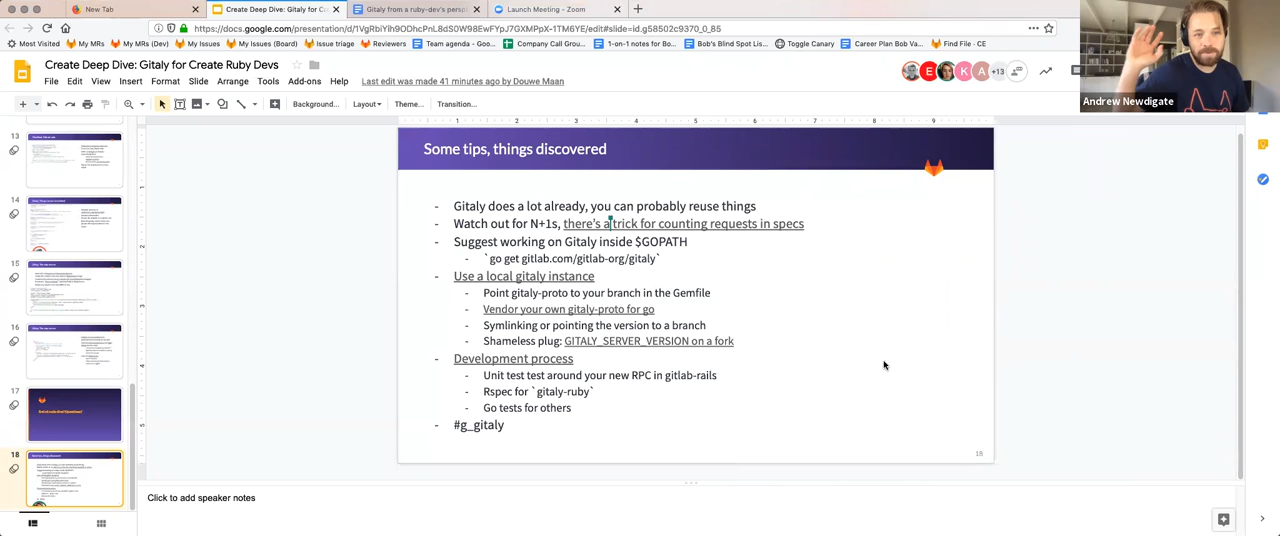 New Tab
Create Deep Dive: Gitaly for C
Gitaly from a ruby-dev's persp
Launch Meeting - Zoom
https://docs.google.com/presentation/d/1VgRbiYih9ODhcPnL8dS0W98EwFYpJ7GXMPpX-1TM6YE/edit#slide=id.g58502c9370_0_85
Most Visited
My MRs
My MRs (Dev)
My Issues
My Issues (Board)
Issue triage
Reviewers
Team agenda - Goo...
Company Call Grou...
1-on-1 notes for Bo...
Bob's Blind Spot Lis...
Toggle Canary
Career Plan Bob Va...
Find File - CE
Create Deep Dive: Gitaly for Create Ruby Devs
File Edit View Insert Format Slide Arrange Tools Add-ons Help Last edit was made 41 minutes ago by Douwe Maan
E K A +13
Andrew Newdigate
Background... Layout Theme... Transition...
1 2 3 4 5 6 7 8 9
13
14
15
16
17
18
Some tips, things discovered
- Gitaly does a lot already, you can probably reuse things
- Watch out for N+1s, there's a trick for counting requests in specs
- Suggest working on Gitaly inside $GOPATH
- `go get gitlab.com/gitlab-org/gitaly`
- Use a local gitaly instance
- Point gitaly-proto to your branch in the Gemfile
- Vendor your own gitaly-proto for go
- Symlinking or pointing the version to a branch
- Shameless plug: GITALY_SERVER_VERSION on a fork
- Development process
- Unit test test around your new RPC in gitlab-rails
- Rspec for `gitaly-ruby`
- Go tests for others
- #g_gitaly
18
Click to add speaker notes